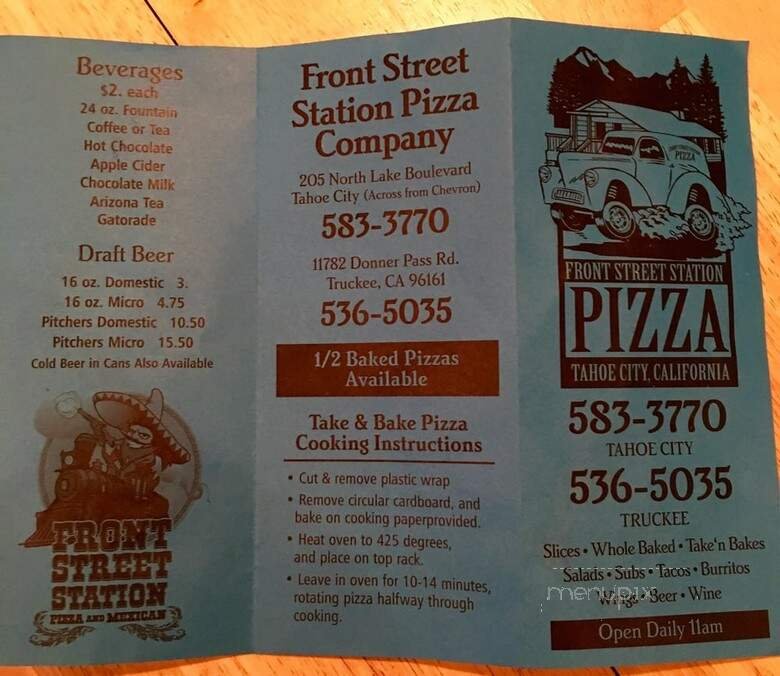 Beverages
$2. each
24 oz. Fountain
Coffee or Tea
Hot Chocolate
Apple Cider
Chocolate Milk
Arizona Tea
Gatorade
Draft Beer
16 oz. Domestic 3.
16 oz. Micro 4.75
Pitchers Domestic 10.50
Pitchers Micro 15.50
Cold Beer in Cans Also Available
FRONT
STREET
STATION
PIZZA AND MEXICAN
Front Street
Station Pizza
Company
205 North Lake Boulevard
Tahoe City (Across from Chevron)
583-3770
11782 Donner Pass Rd.
Truckee, CA 96161
536-5035
1/2 Baked Pizzas
Available
Take & Bake Pizza
Cooking Instructions
• Cut & remove plastic wrap
• Remove circular cardboard, and
bake on cooking paperprovided.
• Heat oven to 425 degrees,
and place on top rack.
• Leave in oven for 10-14 minutes,
rotating pizza halfway through
cooking.
PIZZA
FRONT STREET STATION
PIZZA
TAHOE CITY, CALIFORNIA
583-3770
TAHOE CITY
536-5035
TRUCKEE
Slices • Whole Baked • Take'n Bakes
Salads • Subs • Tacos • Burritos
menupix
Wings • Beer • Wine
Open Daily 11am